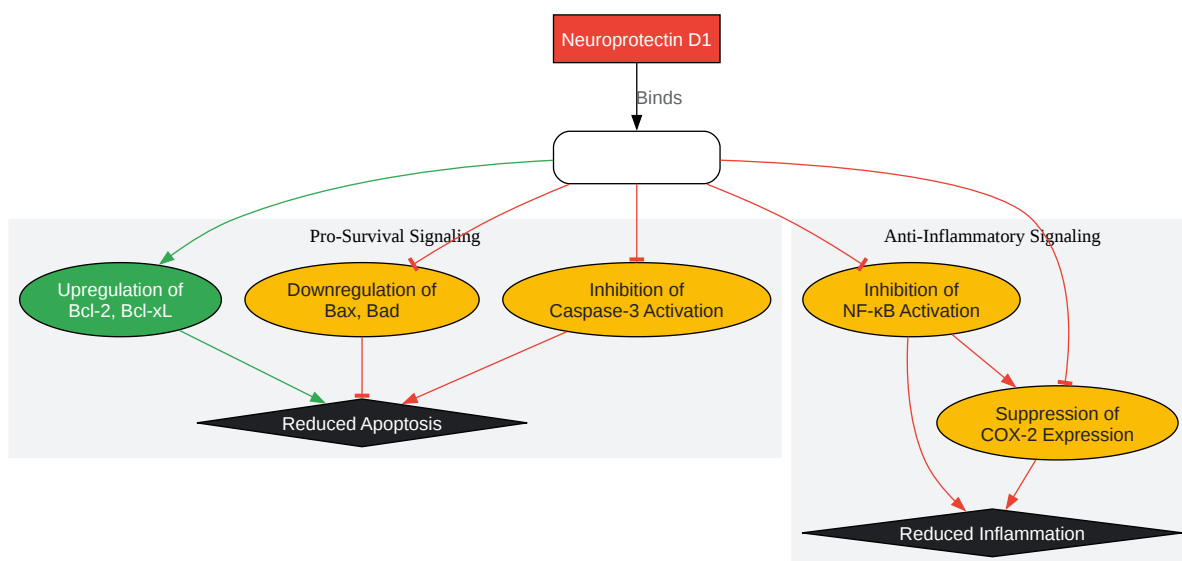 Neuroprotectin D1
Binds
Pro-Survival Signaling
Anti-Inflammatory Signaling
Upregulation of
Bcl-2, Bcl-xL
Downregulation of
Bax, Bad
Inhibition of
Caspase-3 Activation
Inhibition of
NF-κB Activation
Reduced Apoptosis
Suppression of
COX-2 Expression
Reduced Inflammation